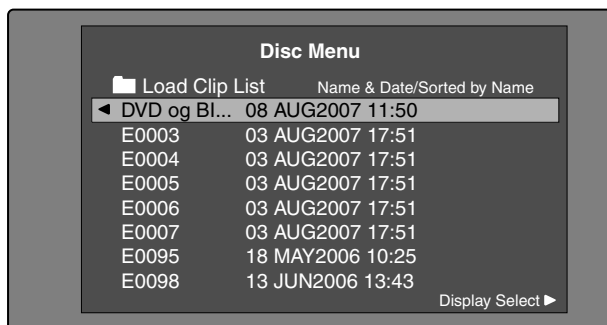 Disc Menu
Load Clip List Name & Date/Sorted by Name
DVD og BI... 08 AUG2007 11:50
E0003 03 AUG2007 17:51
E0004 03 AUG2007 17:51
E0005 03 AUG2007 17:51
E0006 03 AUG2007 17:51
E0007 03 AUG2007 17:51
E0095 18 MAY2006 10:25
E0098 13 JUN2006 13:43
Display Select